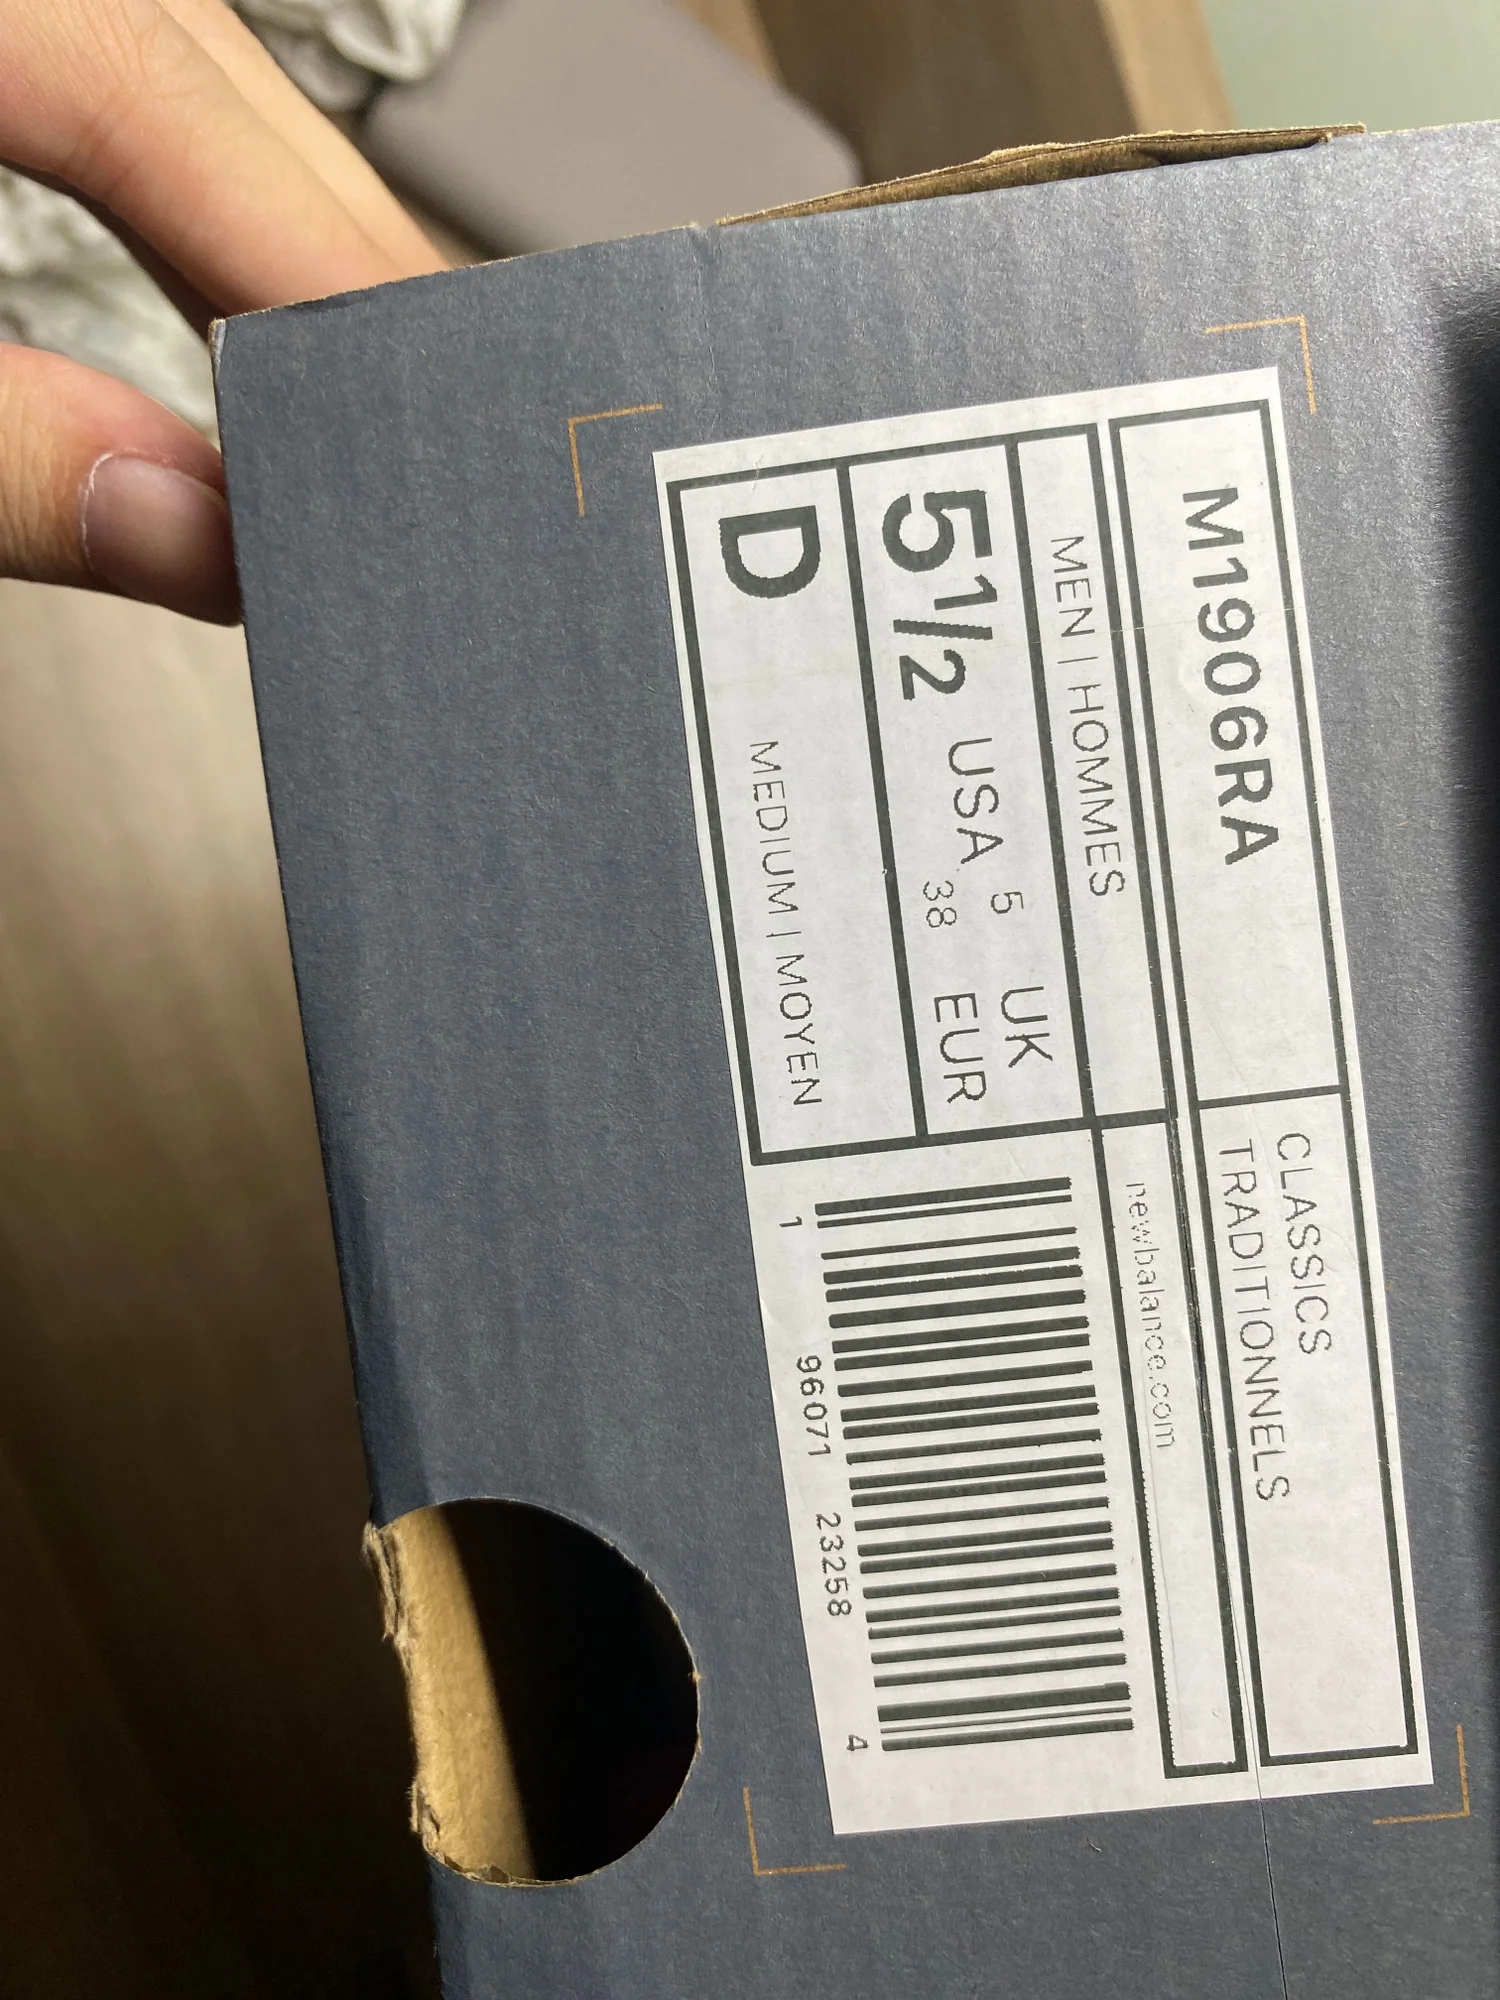 M1906RA
CLASSICS
TRADITIONNELS
MEN | HOMMES
newbalance.com
5 1/2 USA
5 UK
38 EUR
D MEDIUM | MOYEN
1 96071 23258 4